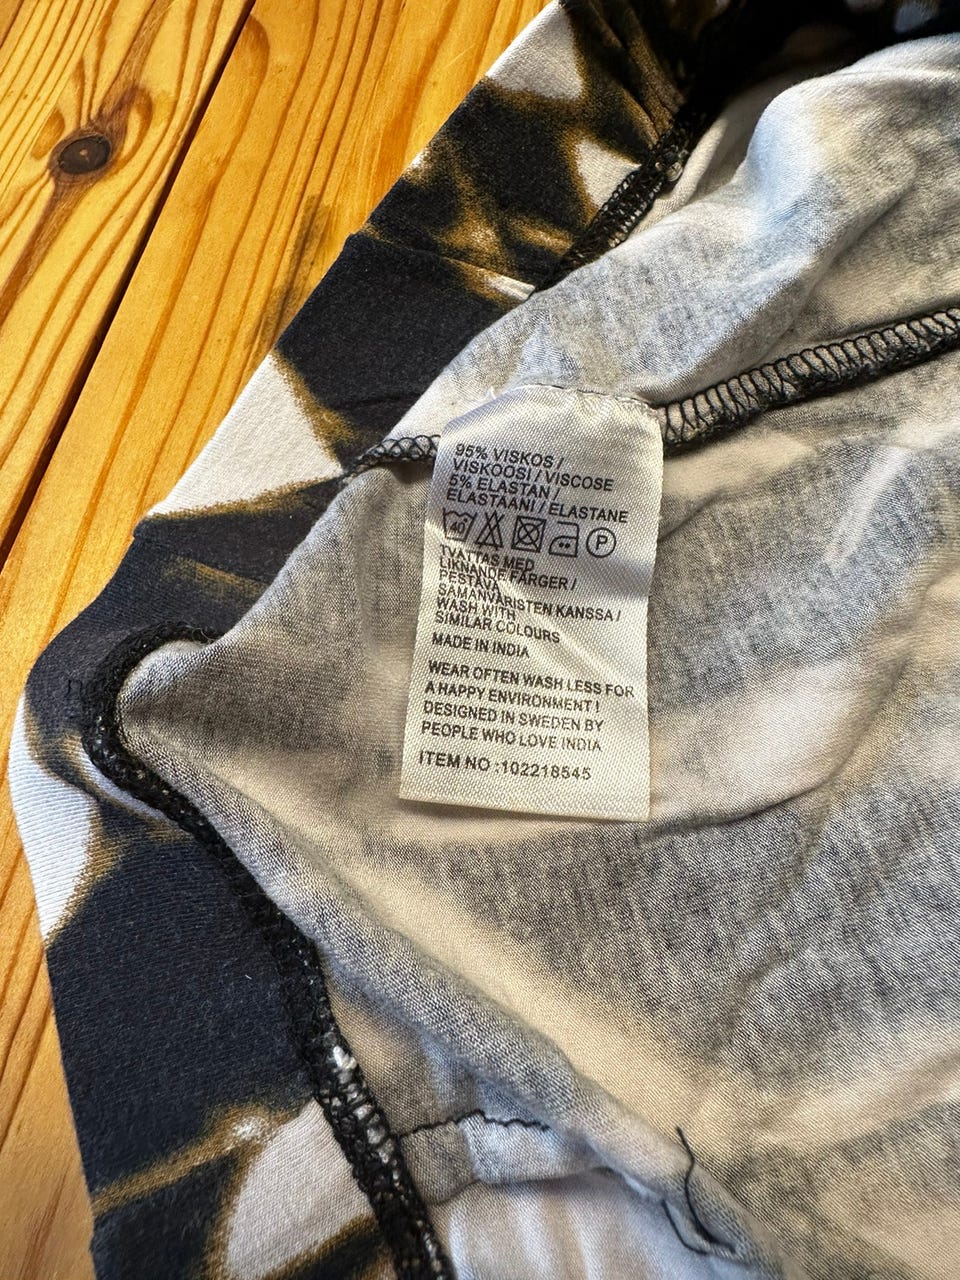 95% VISKOS /
VISKOOSI / VISCOSE
5% ELASTAN /
ELASTAANI / ELASTANE
40 P
TVÄTTAS MED
LIKNANDE FÄRGER /
PESTÄVÄ
SAMANVÄRISTEN KANSSA /
WASH WITH
SIMILAR COLOURS
MADE IN INDIA
WEAR OFTEN WASH LESS FOR
A HAPPY ENVIRONMENT !
DESIGNED IN SWEDEN BY
PEOPLE WHO LOVE INDIA
ITEM NO :102218545